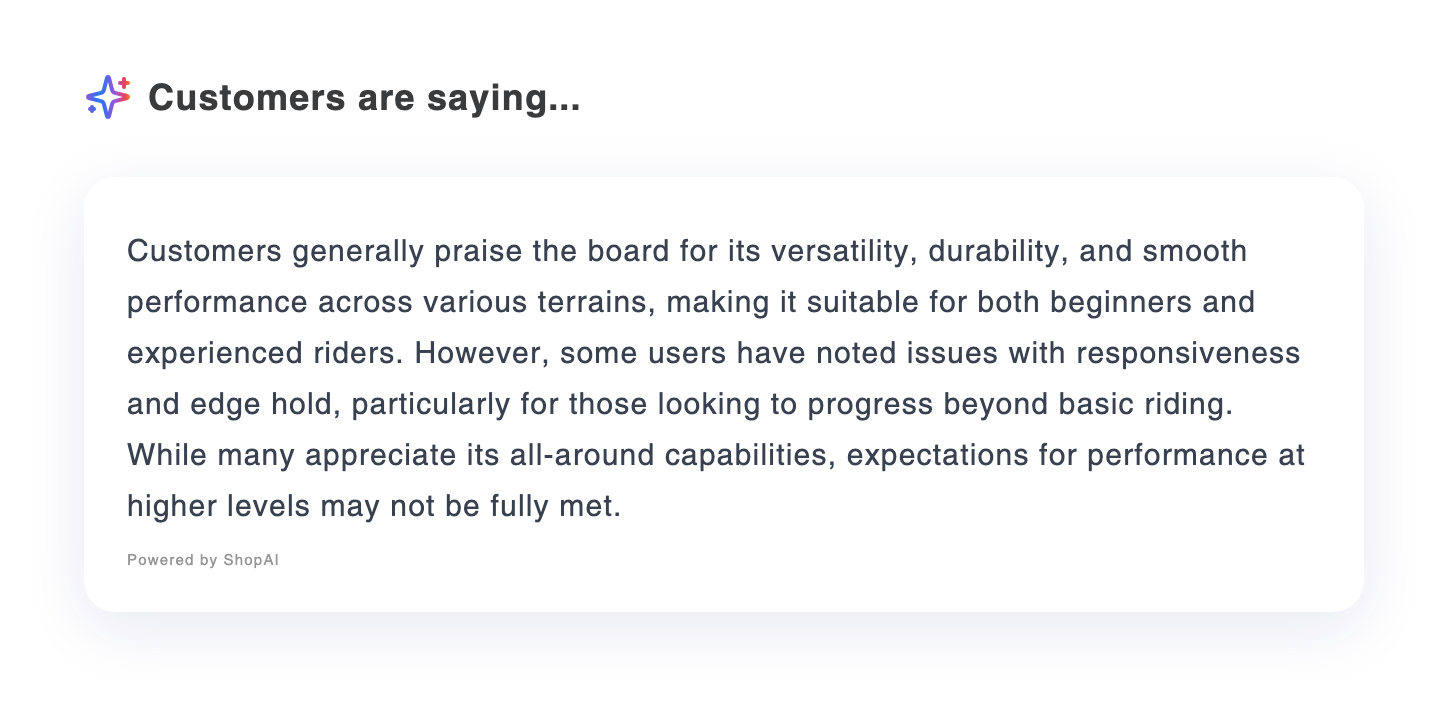 Customers are saying...
Customers generally praise the board for its versatility, durability, and smooth
performance across various terrains, making it suitable for both beginners and
experienced riders. However, some users have noted issues with responsiveness
and edge hold, particularly for those looking to progress beyond basic riding.
While many appreciate its all-around capabilities, expectations for performance at
higher levels may not be fully met.
Powered by ShopAI